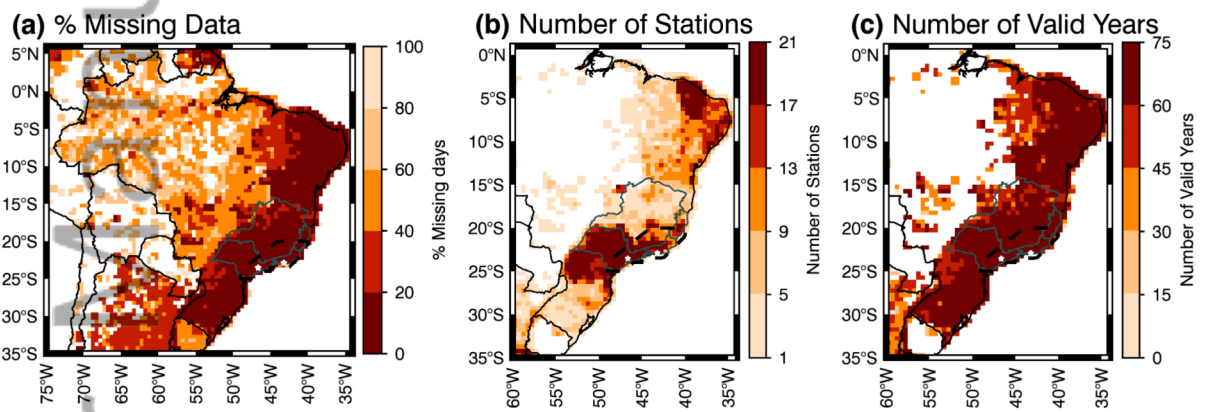 (a) % Missing Data
5°N
0°N
5°S
10°S
15°S
20°S
25°S
30°S
35°S
75°W
70°W
65°W
60°W
55°W
50°W
45°W
40°W
35°W
100
80
60
40
20
0
% Missing days
(b) Number of Stations
0°N
5°S
10°S
15°S
20°S
25°S
30°S
35°S
60°W
50°W
45°W
40°W
35°W
21
17
13
9
5
1
Number of Stations
(c) Number of Valid Years
0°N
5°S
10°S
15°S
20°S
25°S
30°S
35°S
60°W
50°W
45°W
40°W
35°W
75
60
45
30
15
0
Number of Valid Years